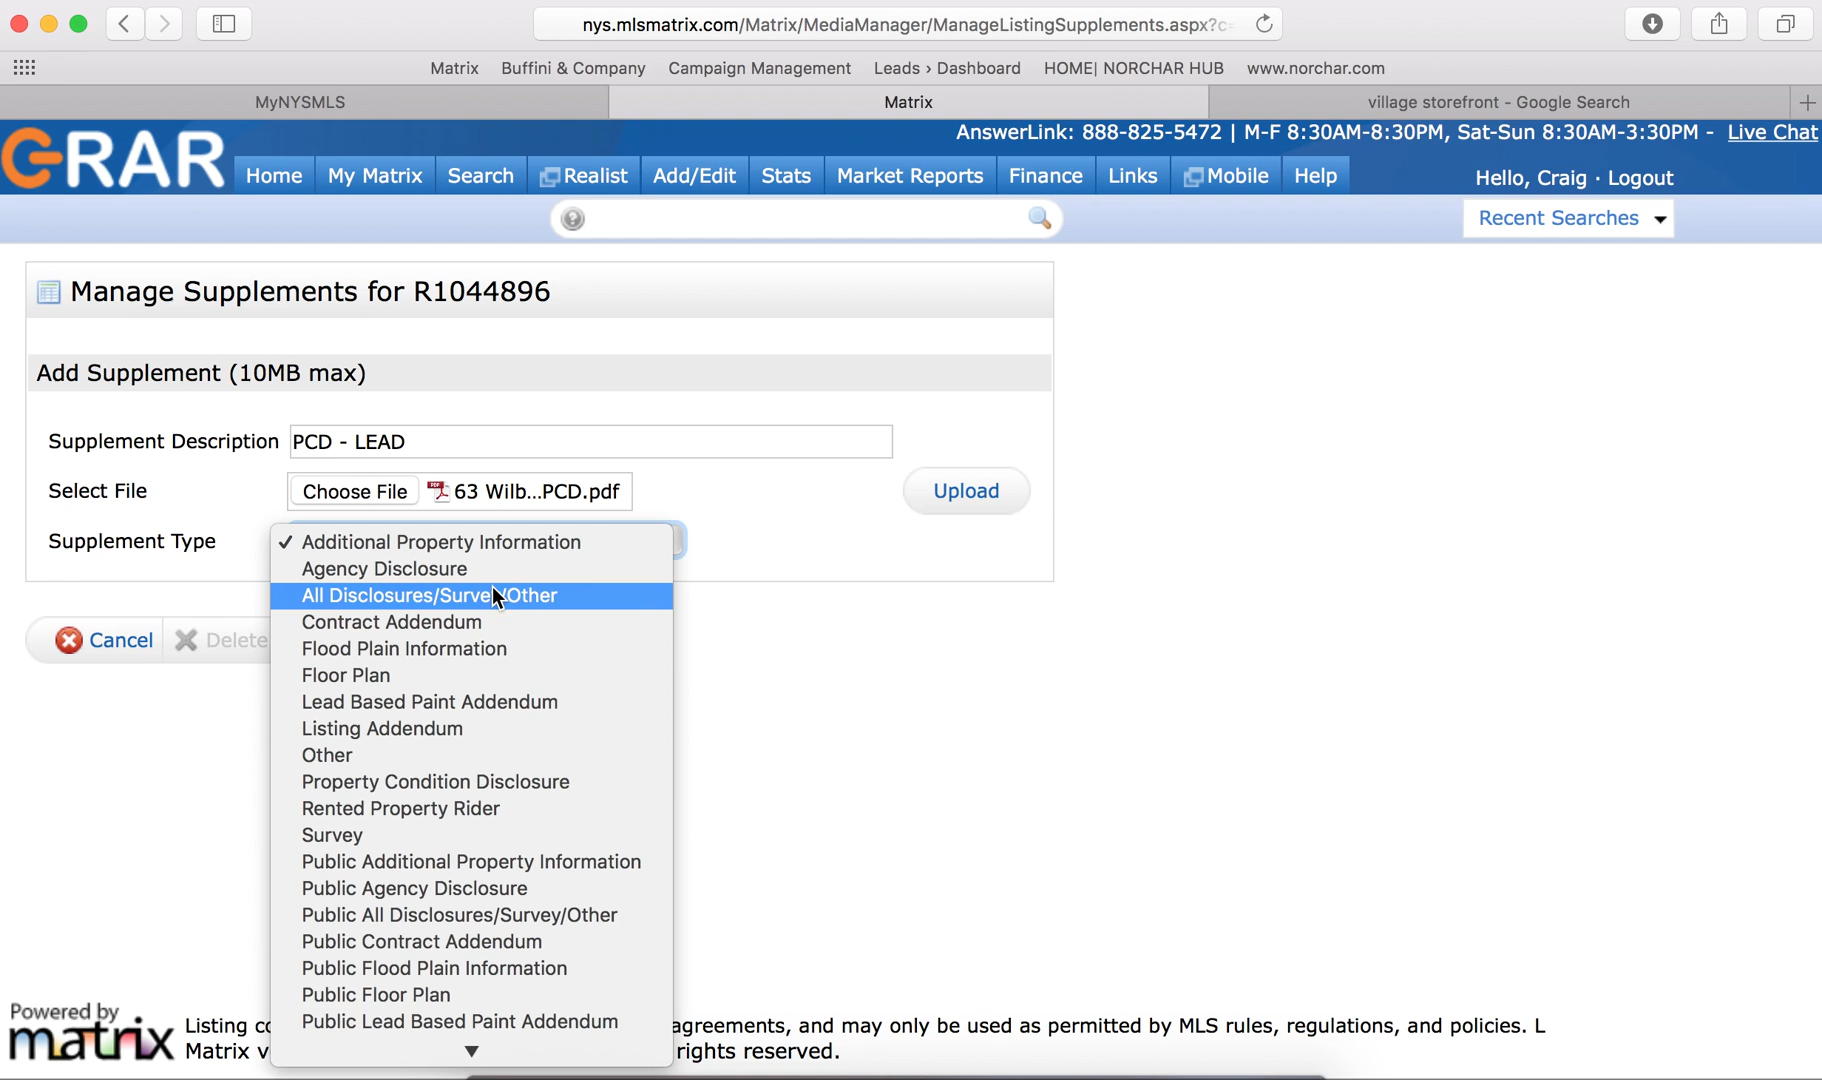 nys.mlsmatrix.com/Matrix/MediaManager/ManageListingSupplements.aspx?c=
Matrix Buffini & Company Campaign Management Leads › Dashboard HOME| NORCHAR HUB www.norchar.com
MyNYSMLS Matrix village storefront - Google Search
AnswerLink: 888-825-5472 | M-F 8:30AM-8:30PM, Sat-Sun 8:30AM-3:30PM - Live Chat
GRAR
Home My Matrix Search Realist Add/Edit Stats Market Reports Finance Links Mobile Help
Hello, Craig · Logout
Recent Searches
Manage Supplements for R1044896
Add Supplement (10MB max)
Supplement Description PCD - LEAD
Select File Choose File 63 Wilb...PCD.pdf Upload
Supplement Type
Additional Property Information
Agency Disclosure
All Disclosures/Survey/Other
Contract Addendum
Flood Plain Information
Floor Plan
Lead Based Paint Addendum
Listing Addendum
Other
Property Condition Disclosure
Rented Property Rider
Survey
Public Additional Property Information
Public Agency Disclosure
Public All Disclosures/Survey/Other
Public Contract Addendum
Public Flood Plain Information
Public Floor Plan
Public Lead Based Paint Addendum
Cancel Delete
Powered by
matrix
Listing agreements, and may only be used as permitted by MLS rules, regulations, and policies. L
Matrix rights reserved.